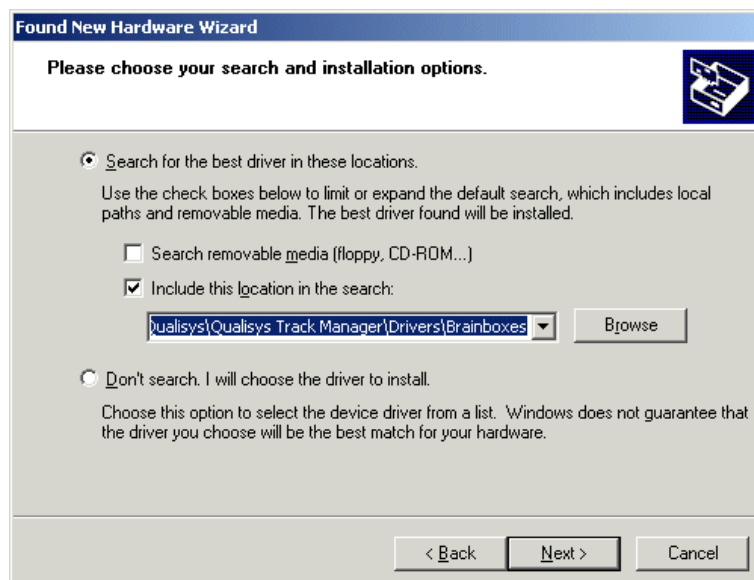 Found New Hardware Wizard
Please choose your search and installation options.
Search for the best driver in these locations.
Use the check boxes below to limit or expand the default search, which includes local
paths and removable media. The best driver found will be installed.
Search removable media (floppy, CD-ROM...)
Include this location in the search:
Qualisys\Qualisys Track Manager\Drivers\Brainboxes
Browse
Don't search. I will choose the driver to install.
Choose this option to select the device driver from a list. Windows does not guarantee that
the driver you choose will be the best match for your hardware.
< Back Next > Cancel